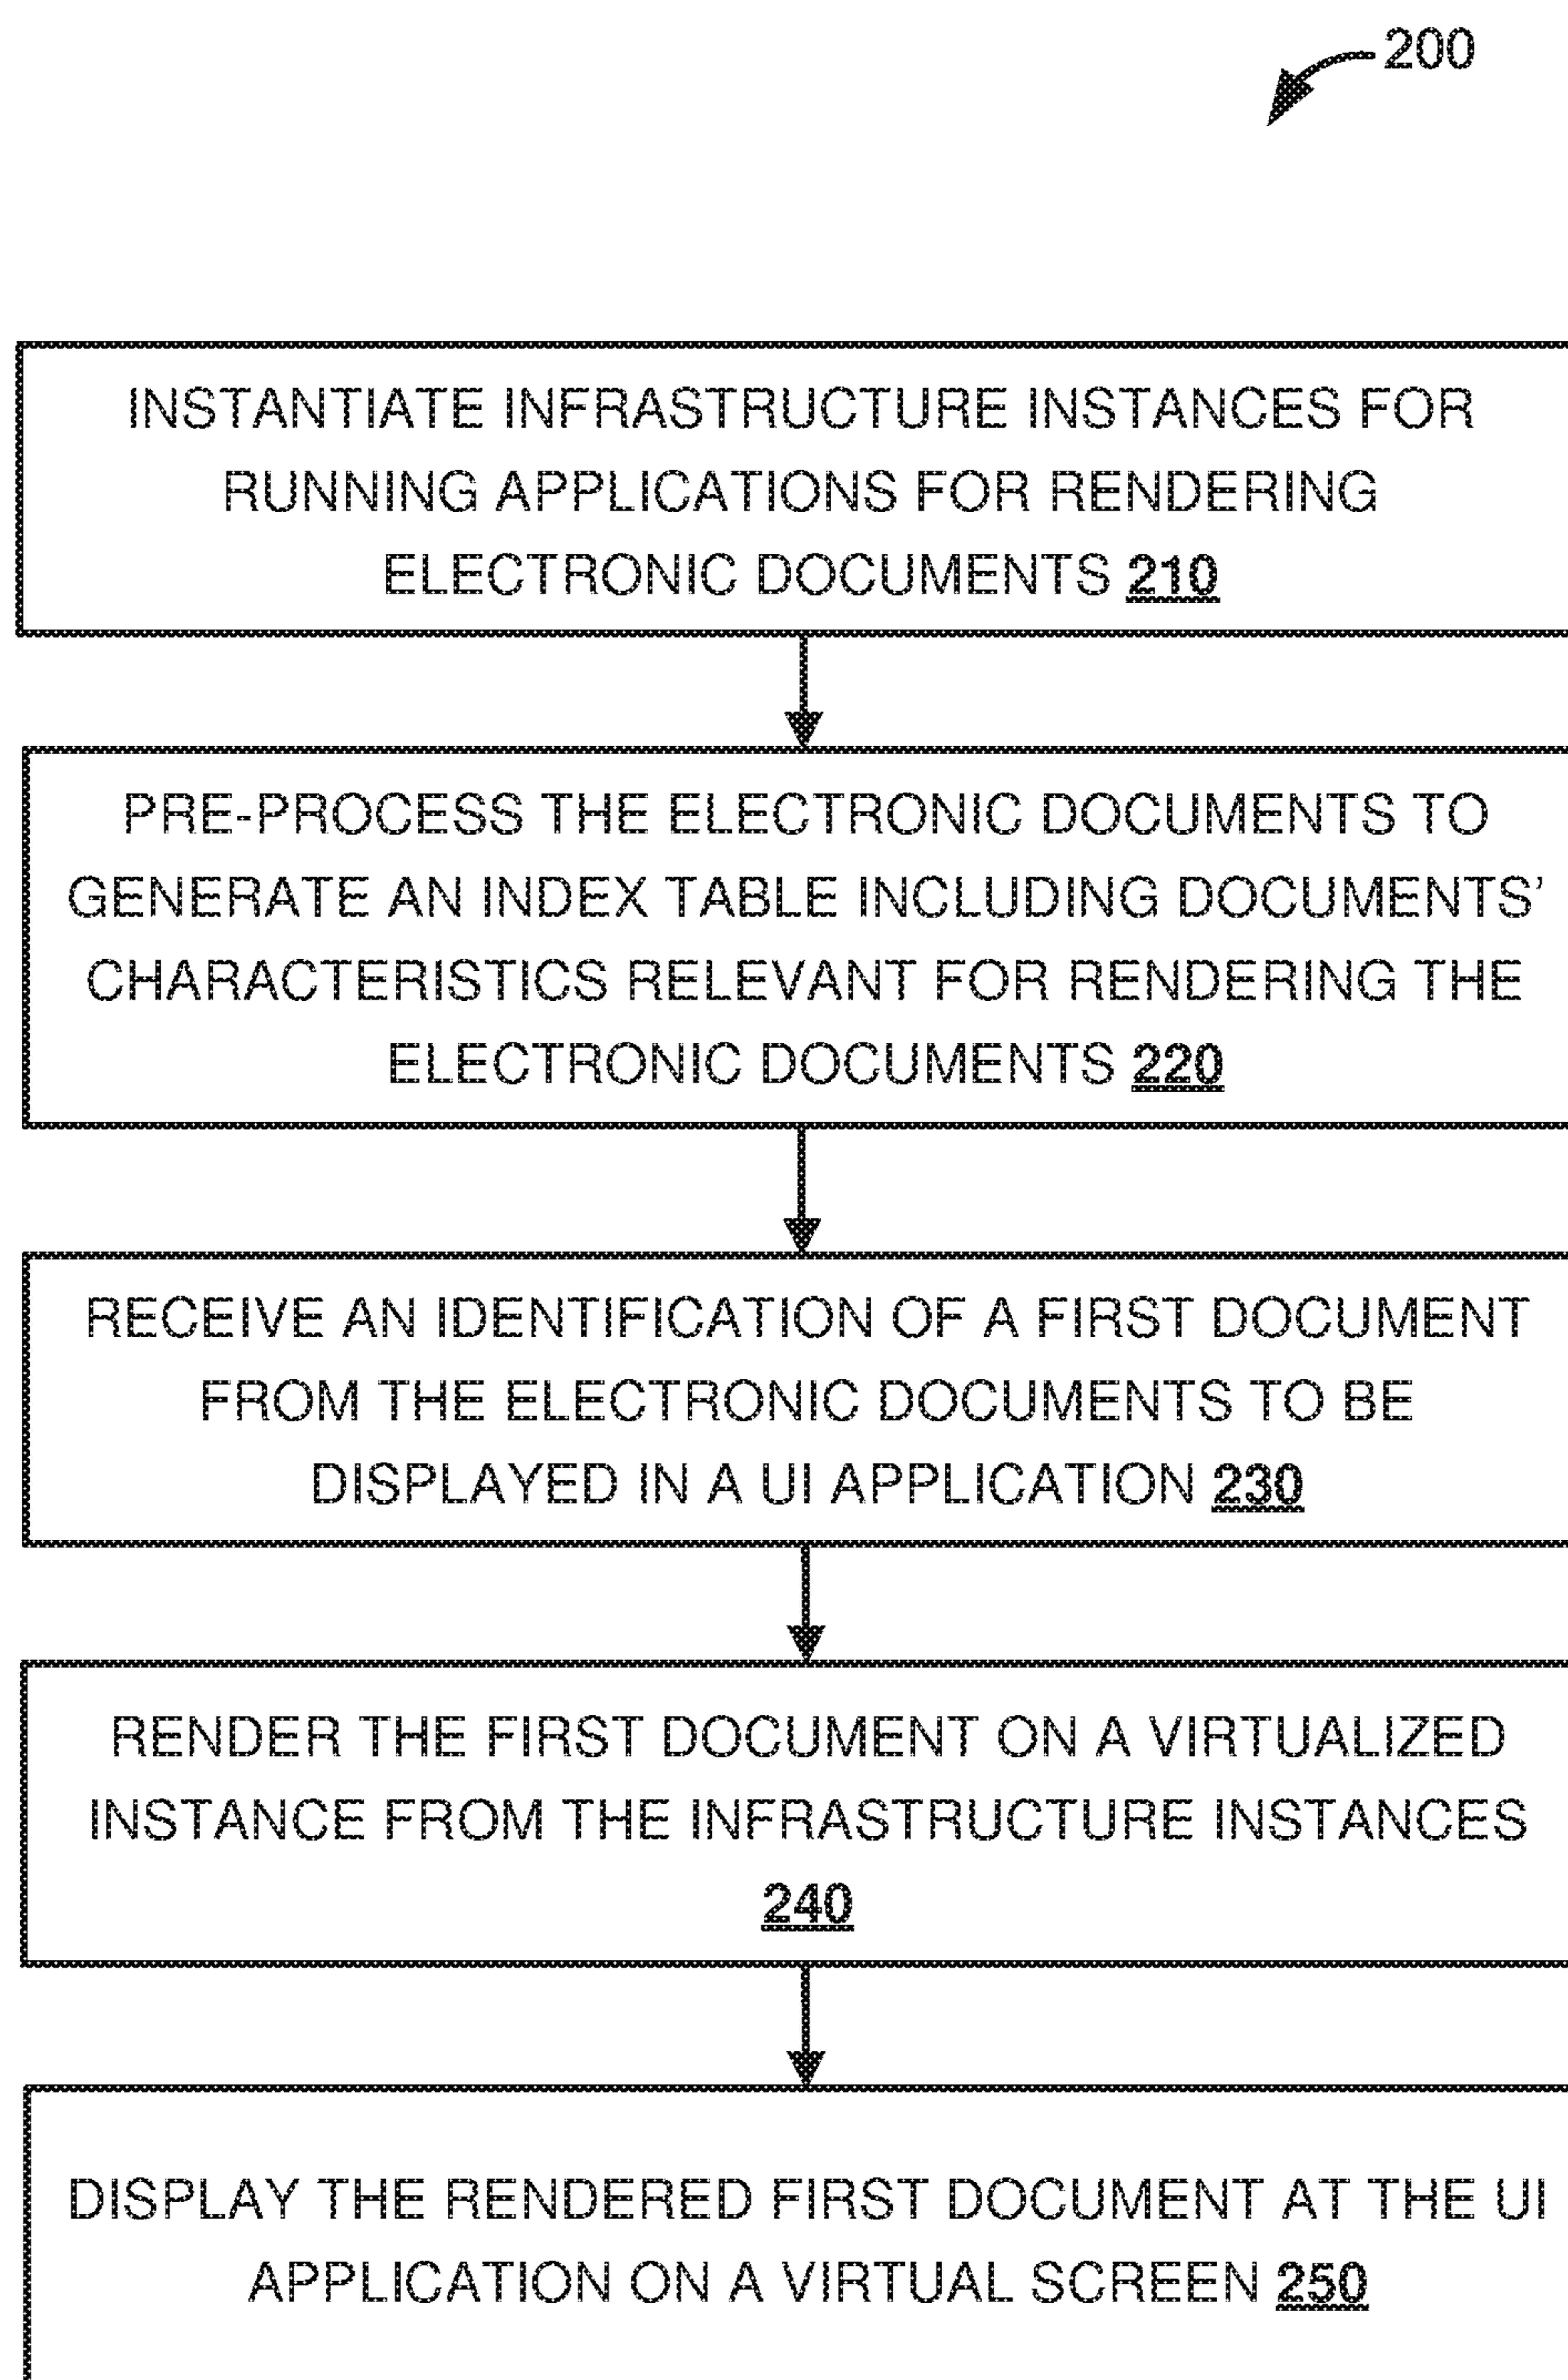 200
INSTANTIATE INFRASTRUCTURE INSTANCES FOR
RUNNING APPLICATIONS FOR RENDERING
ELECTRONIC DOCUMENTS 210
PRE-PROCESS THE ELECTRONIC DOCUMENTS TO
GENERATE AN INDEX TABLE INCLUDING DOCUMENTS’
CHARACTERISTICS RELEVANT FOR RENDERING THE
ELECTRONIC DOCUMENTS 220
RECEIVE AN IDENTIFICATION OF A FIRST DOCUMENT
FROM THE ELECTRONIC DOCUMENTS TO BE
DISPLAYED IN A UI APPLICATION 230
RENDER THE FIRST DOCUMENT ON A VIRTUALIZED
INSTANCE FROM THE INFRASTRUCTURE INSTANCES
240
DISPLAY THE RENDERED FIRST DOCUMENT AT THE UI
APPLICATION ON A VIRTUAL SCREEN 250